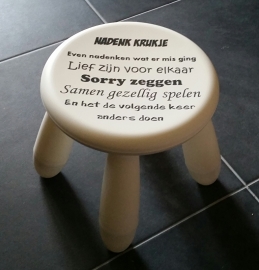 NADENK KRUKJE
Even nadenken wat er mis ging
Lief zijn voor elkaar
Sorry zeggen
Samen gezellig spelen
En het de volgende keer
anders doen